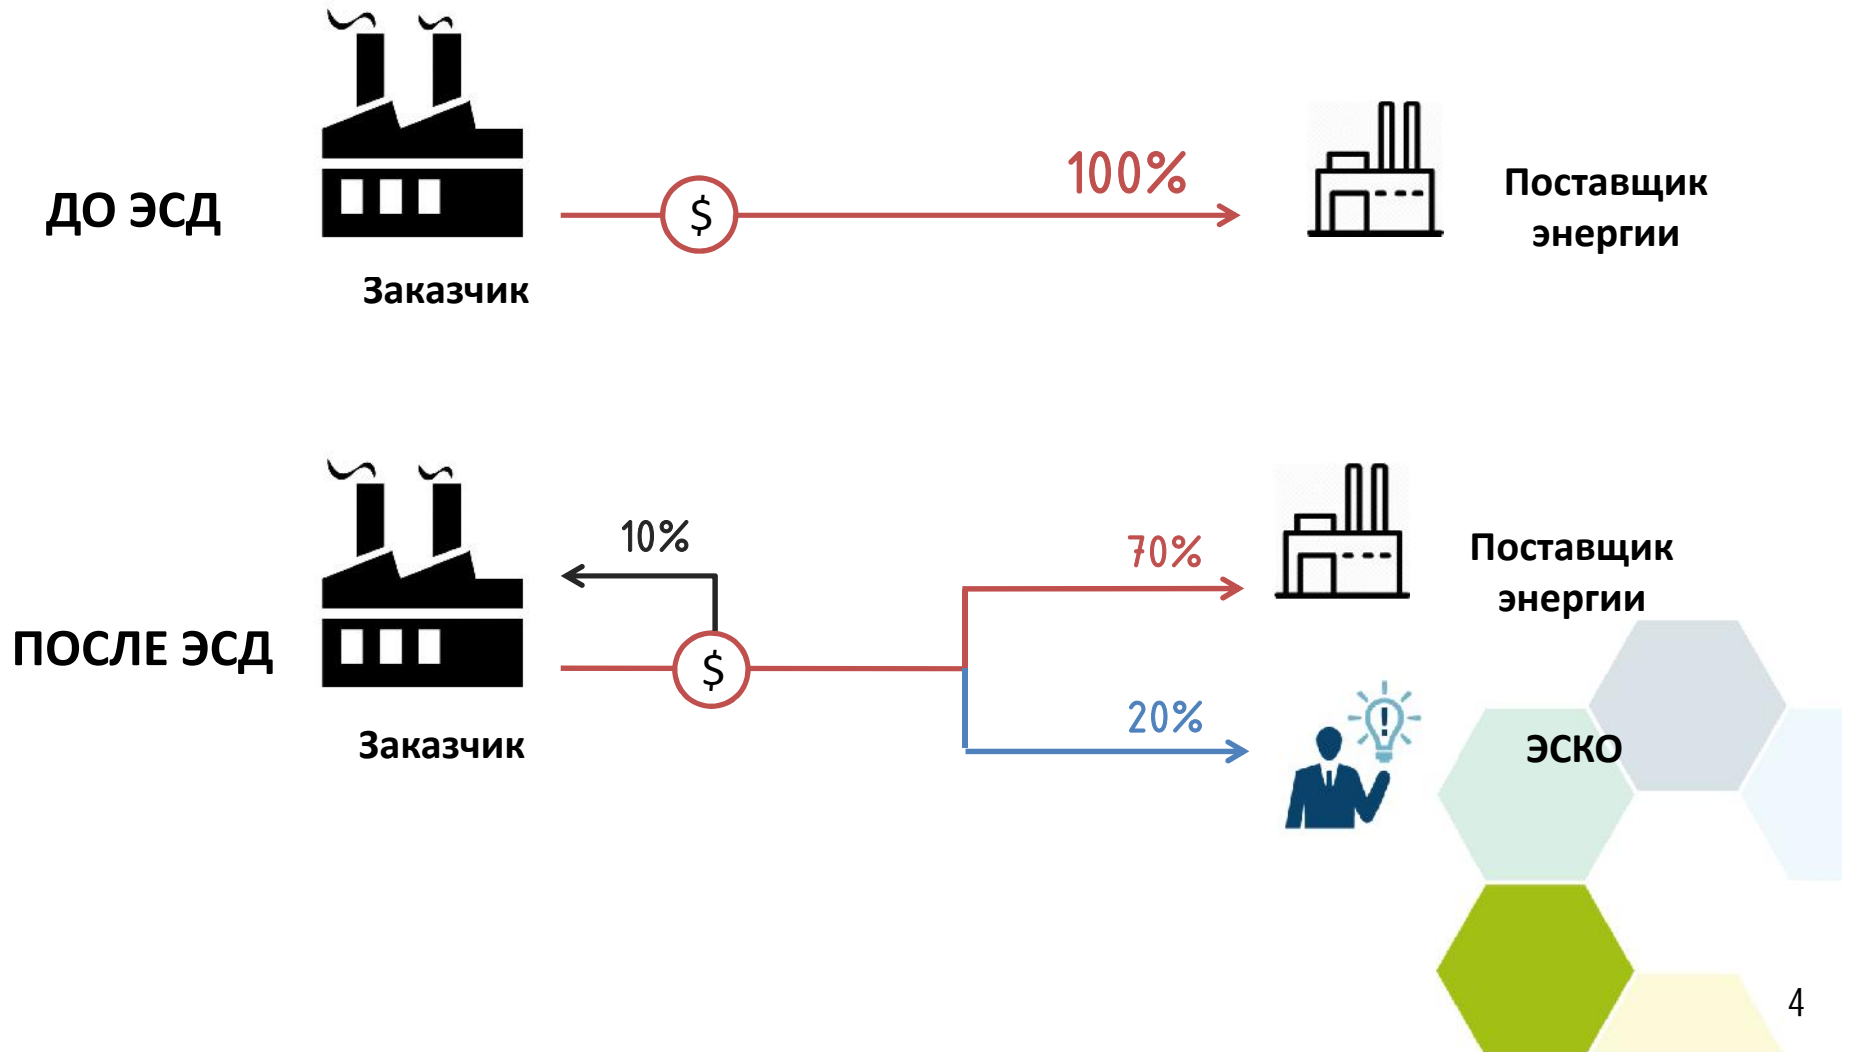 ДО ЭСД
$
100%
Поставщик
энергии
Заказчик
10%
70%
Поставщик
энергии
ПОСЛЕ ЭСД
$
20%
ЭСКО
Заказчик
4